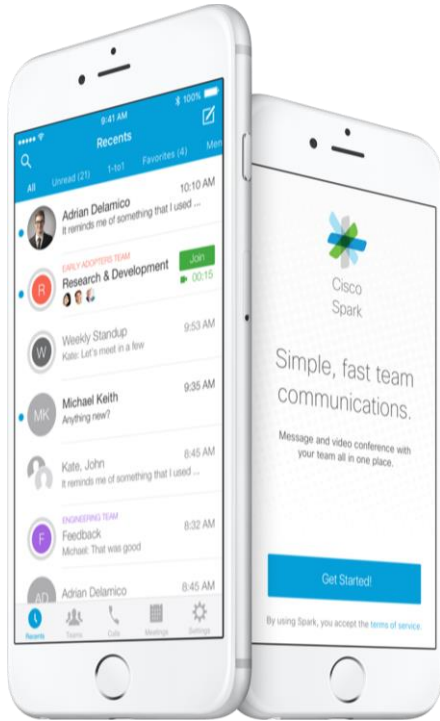 9:41 AM
100%
Recents
All
Unread (21)
1-to1
Favorites (4)
Men
Adrian Delamico
10:10 AM
It reminds me of something that I used ...
EARLY ADOPTERS TEAM
R
Research & Development
Join
00:15
W
Weekly Standup
9:53 AM
Kate: Let's meet in a few
MK
Michael Keith
9:35 AM
Anything new?
Kate, John
8:45 AM
It reminds me of something that I used ...
ENGINEERING TEAM
F
Feedback
8:32 AM
Michael: That was good
AD
Adrian Delamico
8:45 AM
Recents
Teams
Calls
Meetings
Settings
Cisco
Spark
Simple, fast team
communications.
Message and video conference with
your team all in one place.
Get Started!
By using Spark, you accept the terms of service